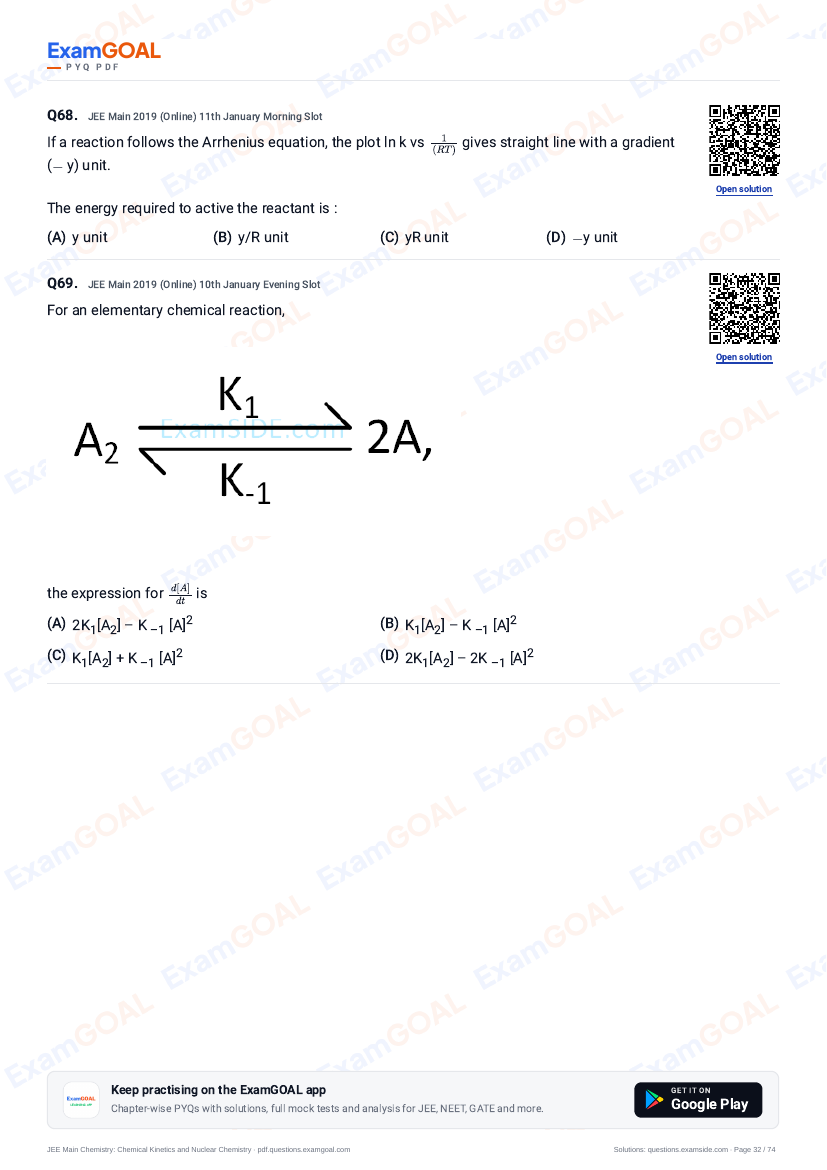 ExamGOAL
PYQ PDF
Q68. JEE Main 2019 (Online) 11th January Morning Slot
If a reaction follows the Arrhenius equation, the plot ln k vs 1/(RT) gives straight line with a gradient
(− y) unit.
Open solution
The energy required to active the reactant is :
(A) y unit (B) y/R unit (C) yR unit (D) −y unit
Q69. JEE Main 2019 (Online) 10th January Evening Slot
For an elementary chemical reaction,
Open solution
K₁
A₂ ⇌ 2A,
ExamSIDE.com
K₋₁
the expression for d[A]/dt is
(A) 2K₁[A₂] − K₋₁ [A]² (B) K₁[A₂] − K₋₁ [A]²
(C) K₁[A₂] + K₋₁ [A]² (D) 2K₁[A₂] − 2K₋₁ [A]²
Keep practising on the ExamGOAL app
Chapter-wise PYQs with solutions, full mock tests and analysis for JEE, NEET, GATE and more.
GET IT ON
Google Play
JEE Main Chemistry: Chemical Kinetics and Nuclear Chemistry · pdf.questions.examgoal.com
Solutions: questions.examside.com · Page 32 / 74